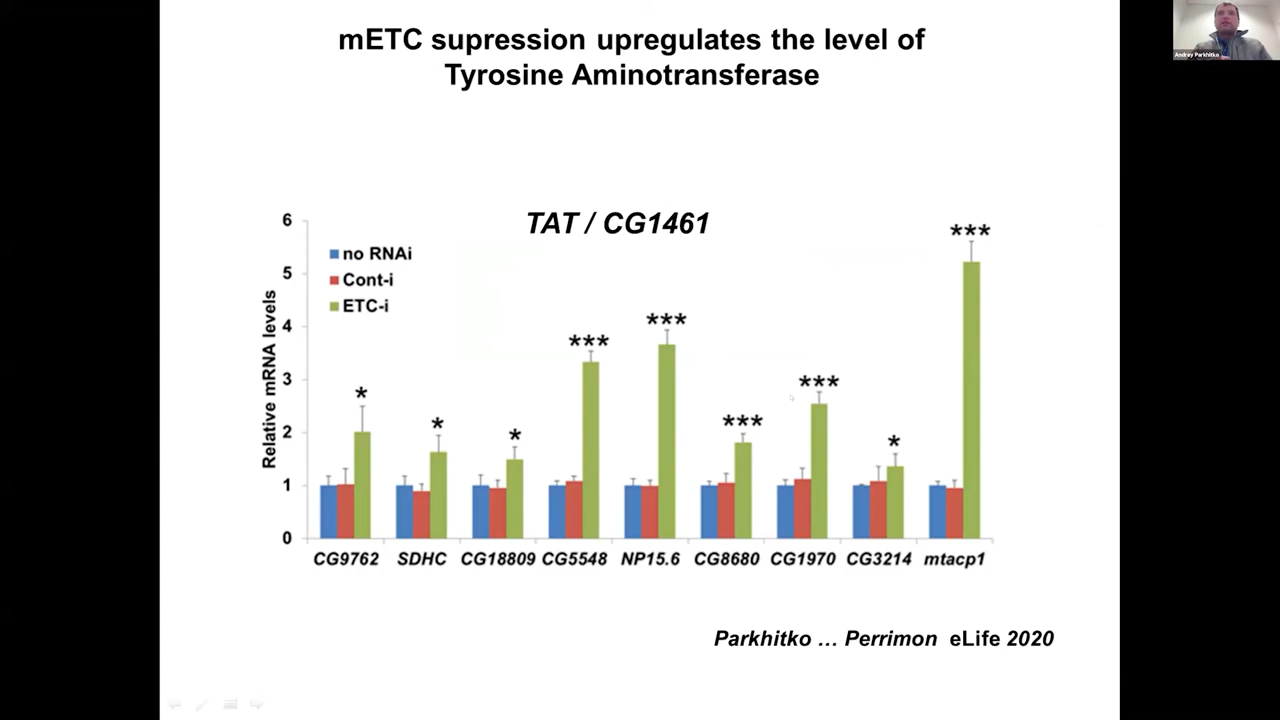 mETC supression upregulates the level of
Tyrosine Aminotransferase
Andrey Parkhitko
TAT / CG1461
no RNAi
Cont-i
ETC-i
Relative mRNA levels
6
5
4
3
2
1
0
*
*
*
***
***
***
***
*
***
CG9762 SDHC CG18809 CG5548 NP15.6 CG8680 CG1970 CG3214 mtacp1
Parkhitko … Perrimon eLife 2020